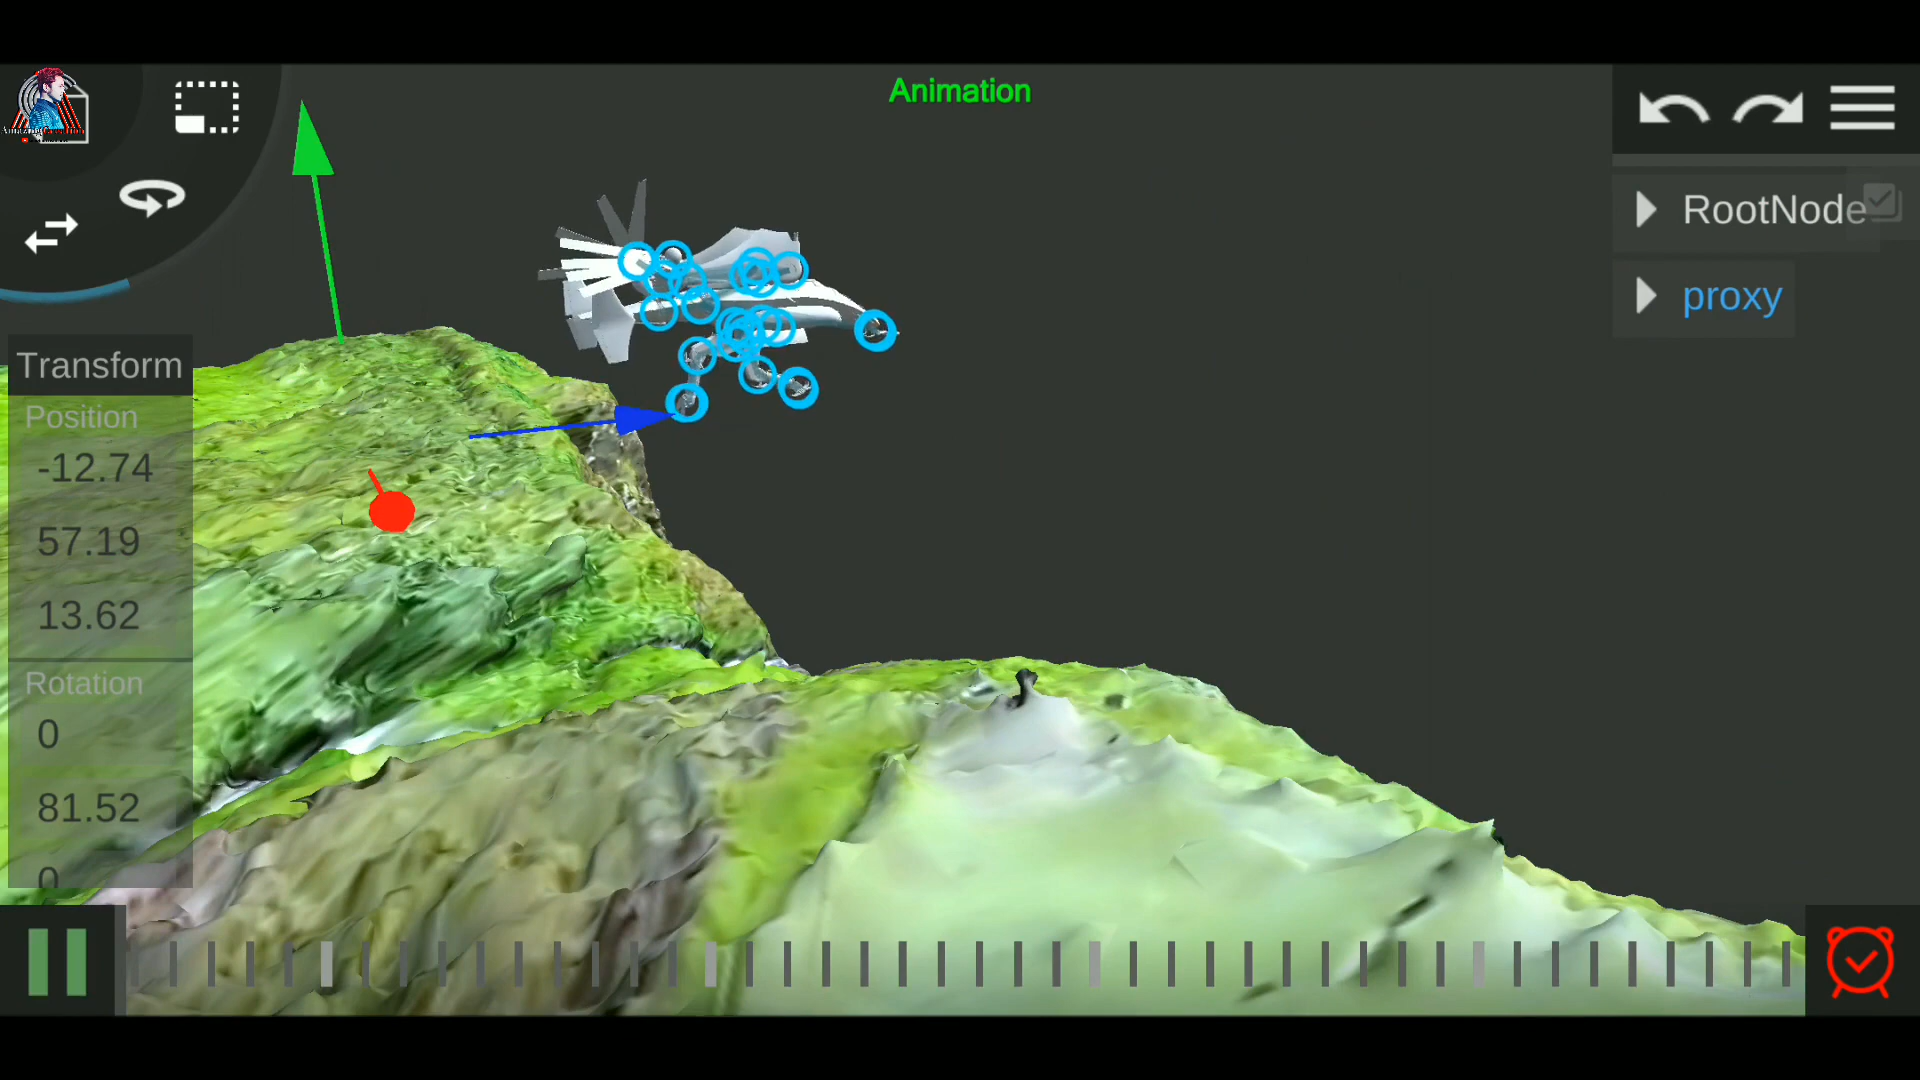 Animation
RootNode
proxy
Transform
Position
-12.74
57.19
13.62
Rotation
0
81.52
0